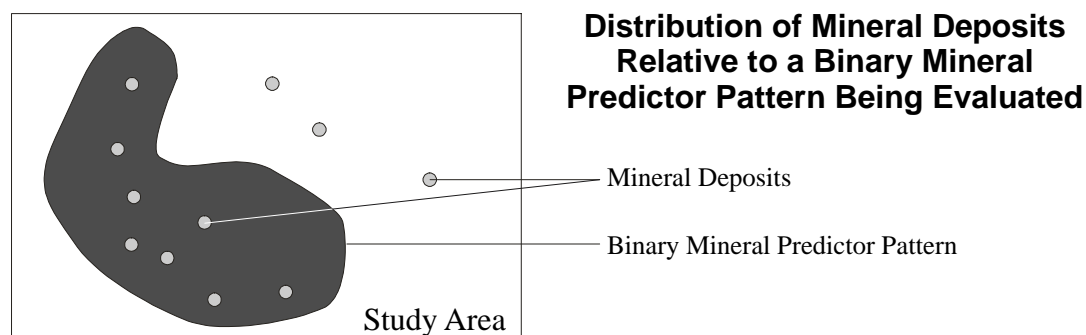 Distribution of Mineral Deposits
Relative to a Binary Mineral
Predictor Pattern Being Evaluated
Mineral Deposits
Binary Mineral Predictor Pattern
Study Area